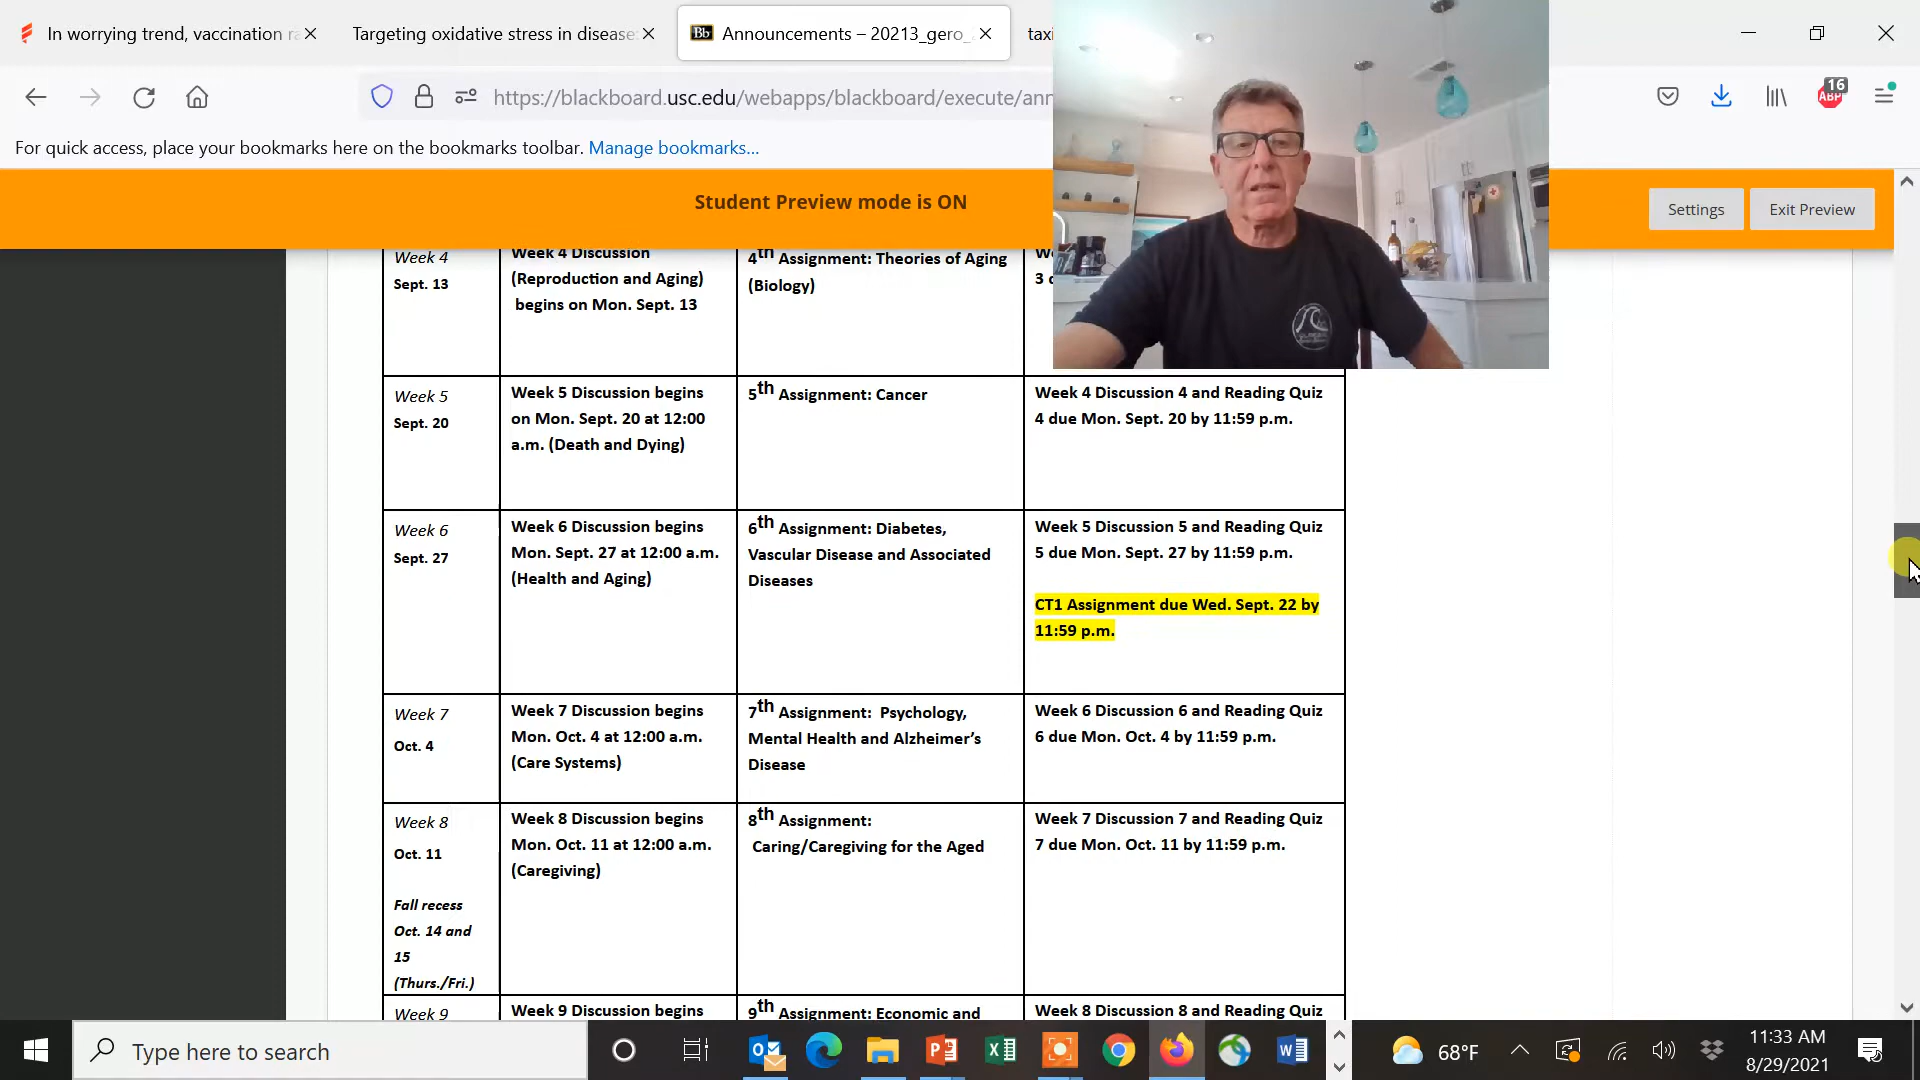 In worrying trend, vaccination ra
Targeting oxidative stress in disease:
Bb Announcements – 20213_gero_
taxi
https://blackboard.usc.edu/webapps/blackboard/execute/ann
16
ABP
For quick access, place your bookmarks here on the bookmarks toolbar. Manage bookmarks...
Student Preview mode is ON
Settings
Exit Preview
Week 4
Sept. 13
Week 4 Discussion
(Reproduction and Aging)
begins on Mon. Sept. 13
4th Assignment: Theories of Aging
(Biology)
Week 5
Sept. 20
Week 5 Discussion begins
on Mon. Sept. 20 at 12:00
a.m. (Death and Dying)
5th Assignment: Cancer
Week 4 Discussion 4 and Reading Quiz
4 due Mon. Sept. 20 by 11:59 p.m.
Week 6
Sept. 27
Week 6 Discussion begins
Mon. Sept. 27 at 12:00 a.m.
(Health and Aging)
6th Assignment: Diabetes,
Vascular Disease and Associated
Diseases
Week 5 Discussion 5 and Reading Quiz
5 due Mon. Sept. 27 by 11:59 p.m.
CT1 Assignment due Wed. Sept. 22 by
11:59 p.m.
Week 7
Oct. 4
Week 7 Discussion begins
Mon. Oct. 4 at 12:00 a.m.
(Care Systems)
7th Assignment: Psychology,
Mental Health and Alzheimer’s
Disease
Week 6 Discussion 6 and Reading Quiz
6 due Mon. Oct. 4 by 11:59 p.m.
Week 8
Oct. 11
Fall recess
Oct. 14 and
15
(Thurs./Fri.)
Week 8 Discussion begins
Mon. Oct. 11 at 12:00 a.m.
(Caregiving)
8th Assignment:
Caring/Caregiving for the Aged
Week 7 Discussion 7 and Reading Quiz
7 due Mon. Oct. 11 by 11:59 p.m.
Week 9
Week 9 Discussion begins
9th Assignment: Economic and
Week 8 Discussion 8 and Reading Quiz
Type here to search
68°F
11:33 AM
8/29/2021